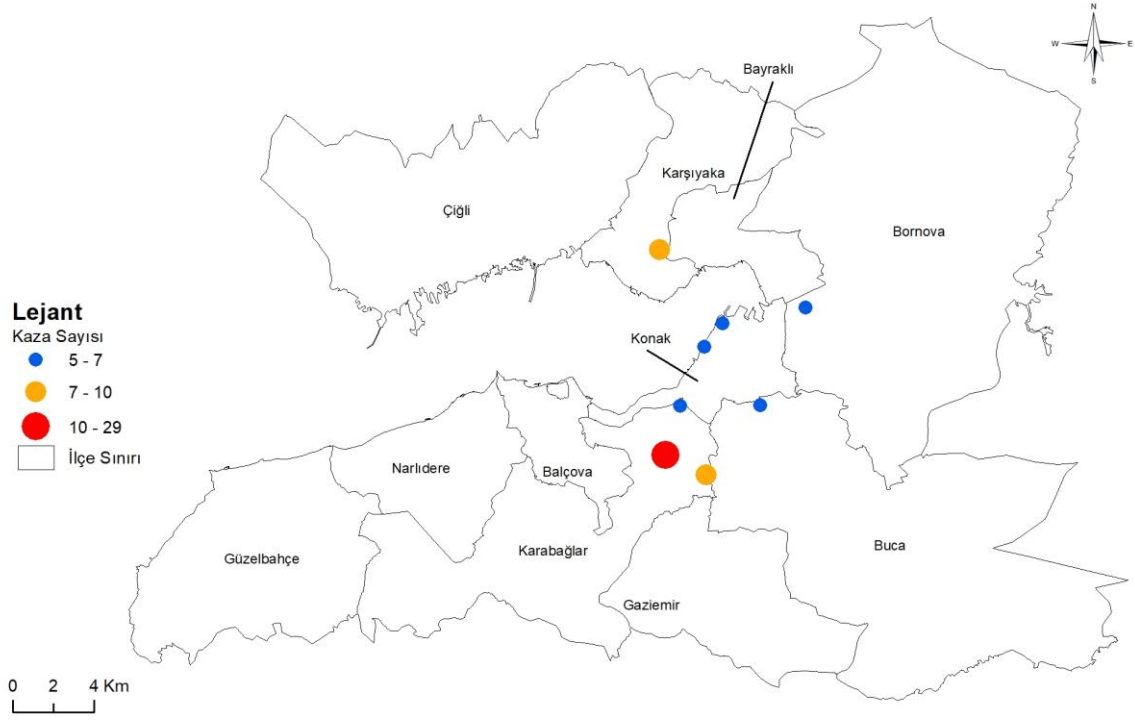 N
W E
S
Bayraklı
Karşıyaka
Çiğli
Bornova
Lejant
Kaza Sayısı
5 - 7
7 - 10
10 - 29
İlçe Sınırı
Konak
Narlıdere
Balçova
Güzelbahçe
Karabağlar
Buca
Gaziemir
0 2 4 Km